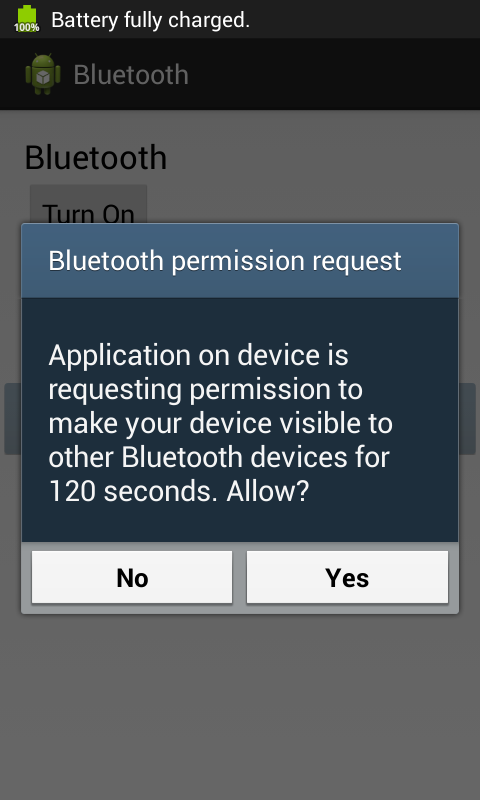 100%
Battery fully charged.
Bluetooth
Bluetooth
Turn On
Bluetooth permission request
Application on device is
requesting permission to
make your device visible to
other Bluetooth devices for
120 seconds. Allow?
No
Yes